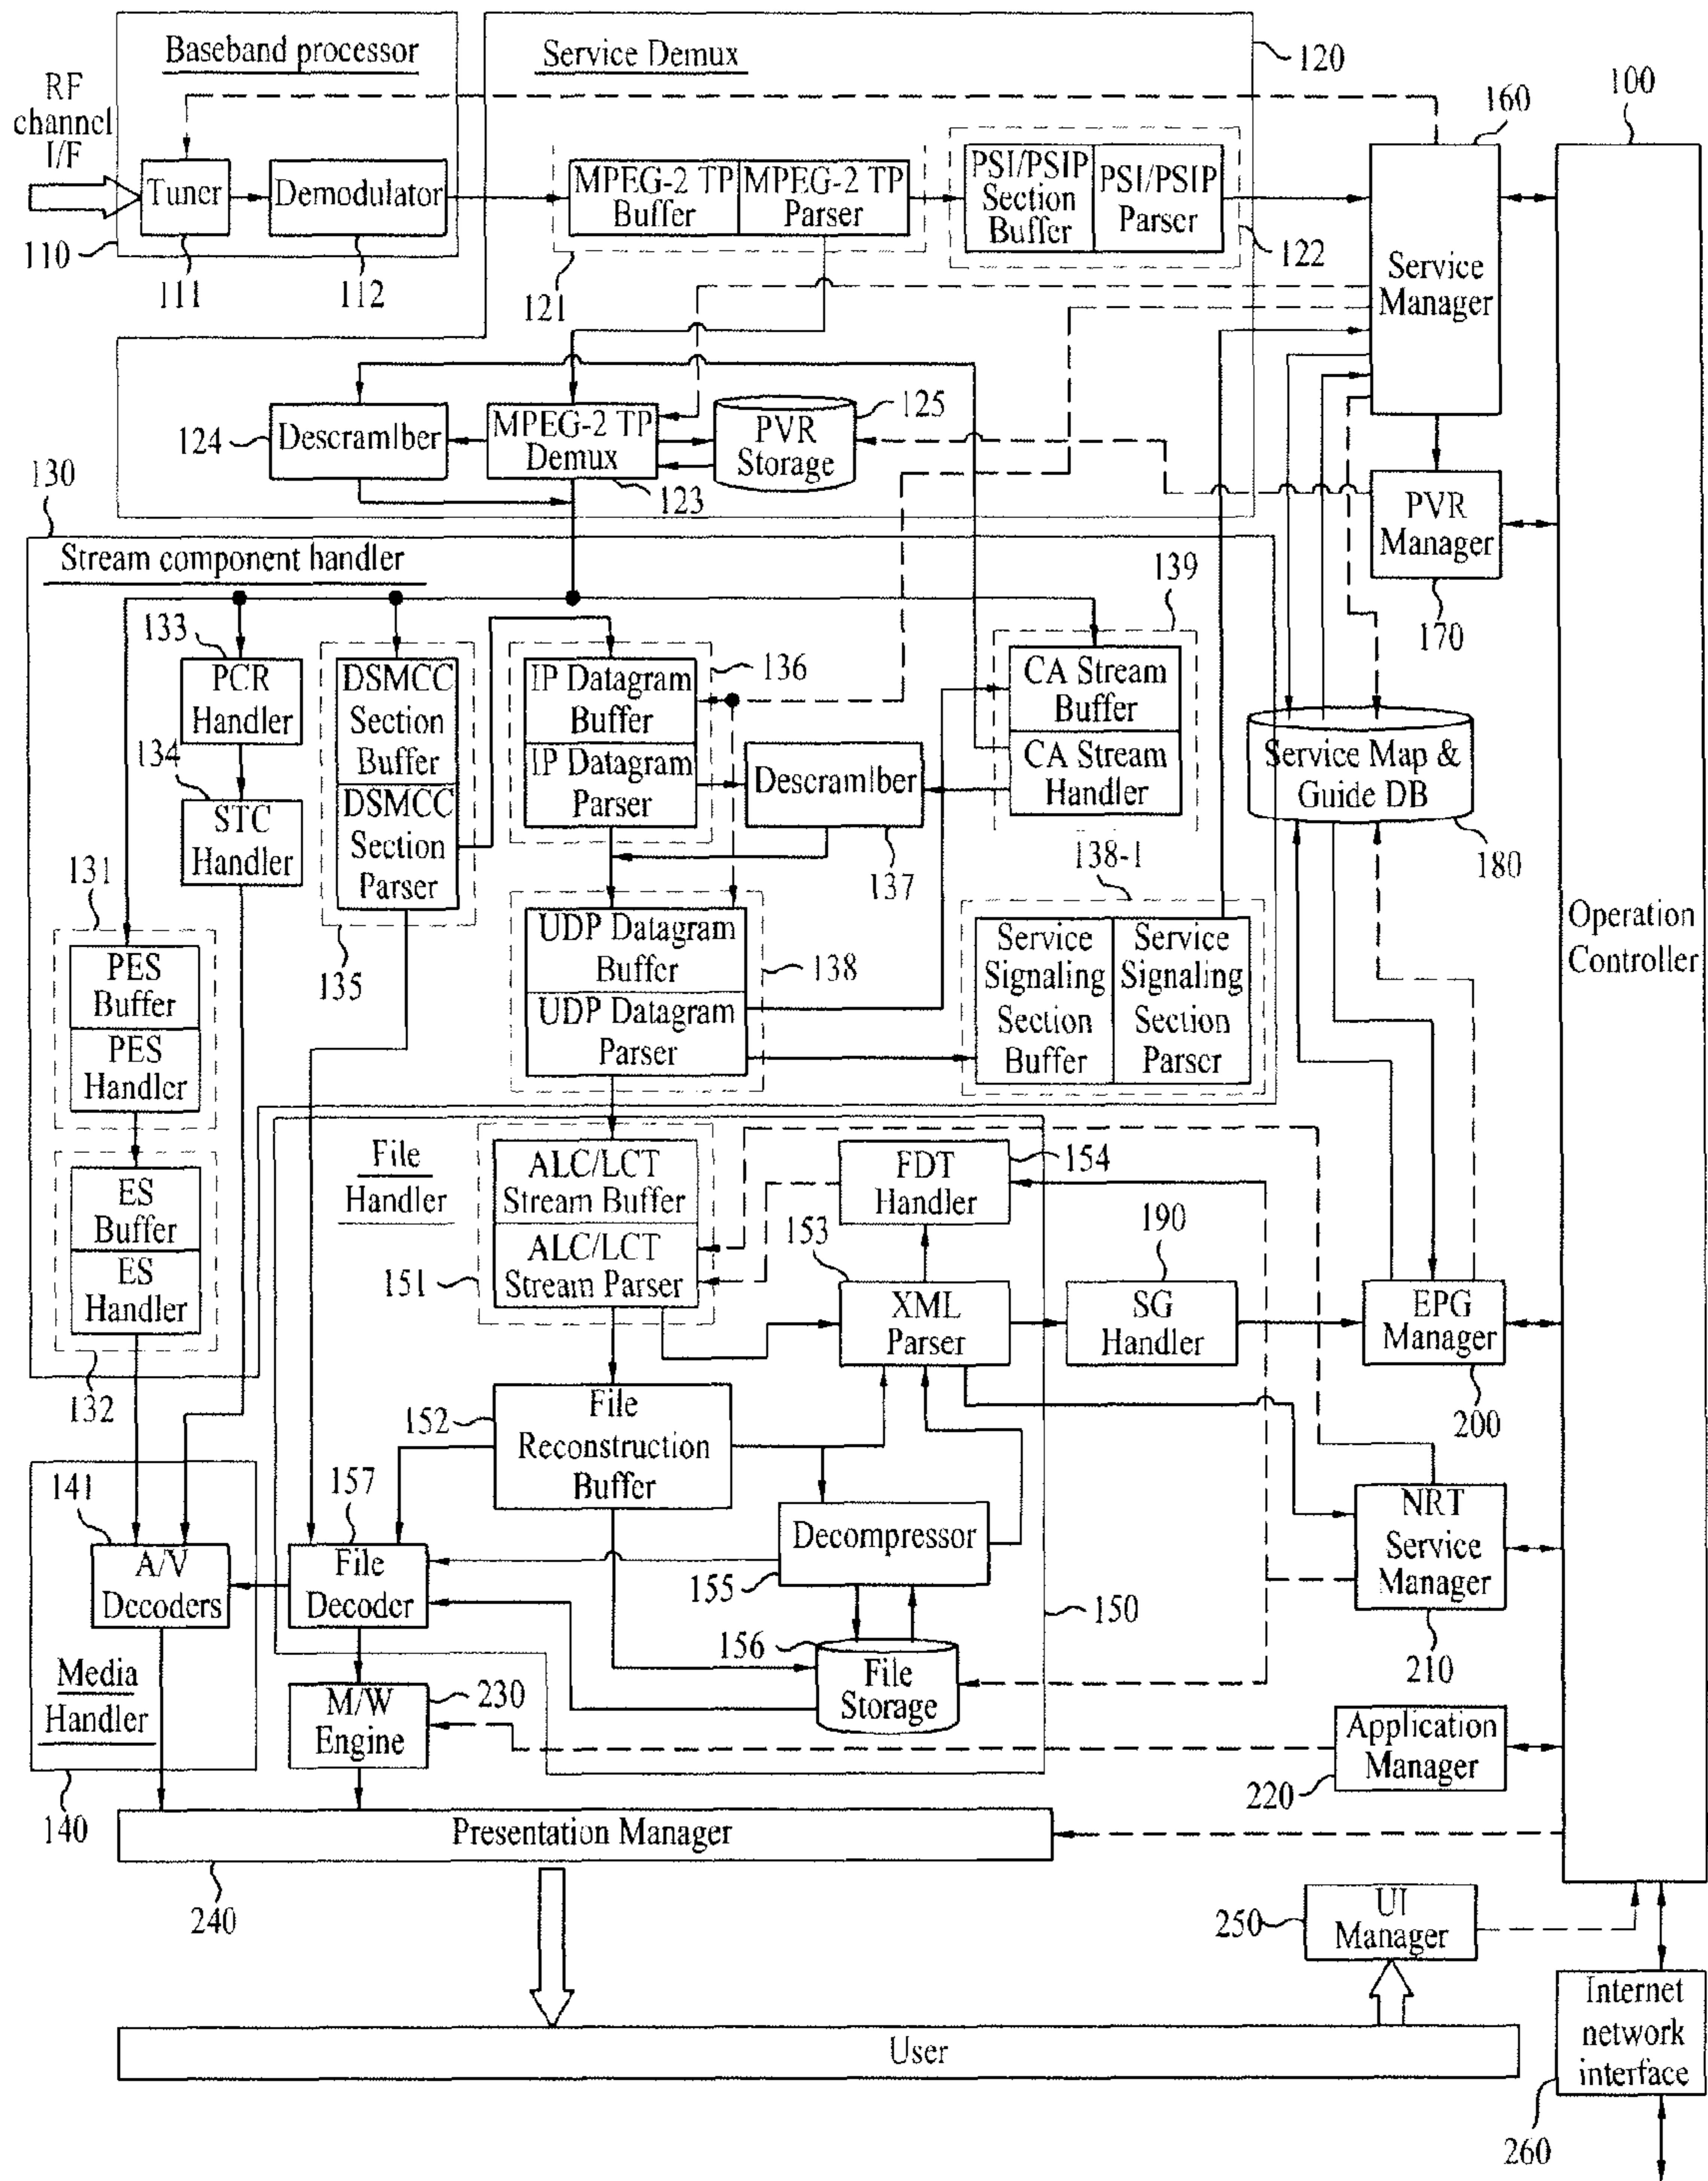 Baseband processor
Service Demux
120
100
160
RF
channel
I/F
Tuner
Demodulator
MPEG-2 TP
Buffer
MPEG-2 TP
Parser
PSI/PSIP
Section
Buffer
PSI/PSIP
Parser
Service
Manager
110
111
112
121
122
124
Descramlber
MPEG-2 TP
Demux
123
PVR
Storage
125
PVR
Manager
170
130
Stream component handler
133
PCR
Handler
134
STC
Handler
DSMCC
Section
Buffer
DSMCC
Section
Parser
135
IP Datagram
Buffer
IP Datagram
Parser
136
Descramlber
137
139
CA Stream
Buffer
CA Stream
Handler
Service Map &
Guide DB
180
Operation
Controller
131
PES
Buffer
PES
Handler
UDP Datagram
Buffer
UDP Datagram
Parser
138
138-1
Service
Signaling
Section
Buffer
Service
Signaling
Section
Parser
ES
Buffer
ES
Handler
132
File
Handler
ALC/LCT
Stream Buffer
ALC/LCT
Stream Parser
151
FDT
Handler
154
153
XML
Parser
190
SG
Handler
EPG
Manager
200
152
File
Reconstruction
Buffer
141
A/V
Decoders
157
File
Decoder
Decompressor
155
NRT
Service
Manager
210
150
156
File
Storage
Media
Handler
140
M/W
Engine
230
Application
Manager
220
Presentation Manager
240
250
UI
Manager
User
Internet
network
interface
260